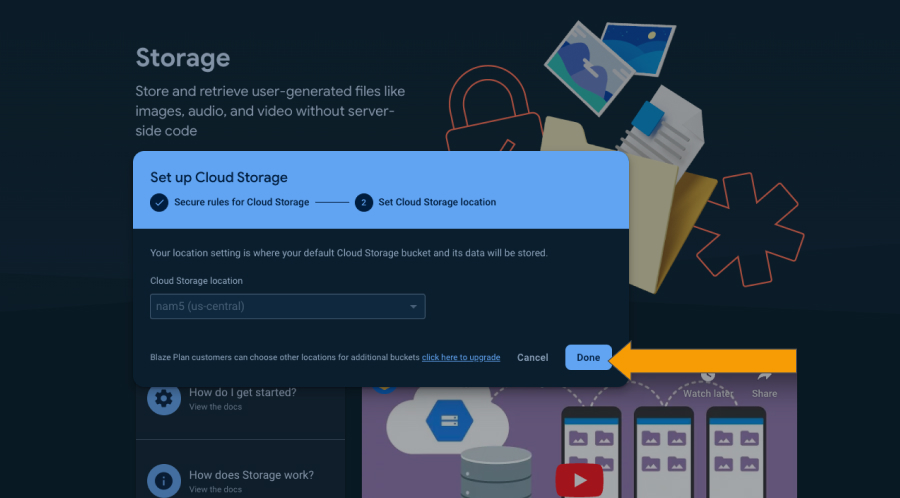 Storage
Store and retrieve user-generated files like
images, audio, and video without server-
side code
Set up Cloud Storage
Secure rules for Cloud Storage
2 Set Cloud Storage location
Your location setting is where your default Cloud Storage bucket and its data will be stored.
Cloud Storage location
nam5 (us-central)
Blaze Plan customers can choose other locations for additional buckets click here to upgrade
Cancel
Done
How do I get started?
View the docs
Watch later
Share
How does Storage work?
View the docs